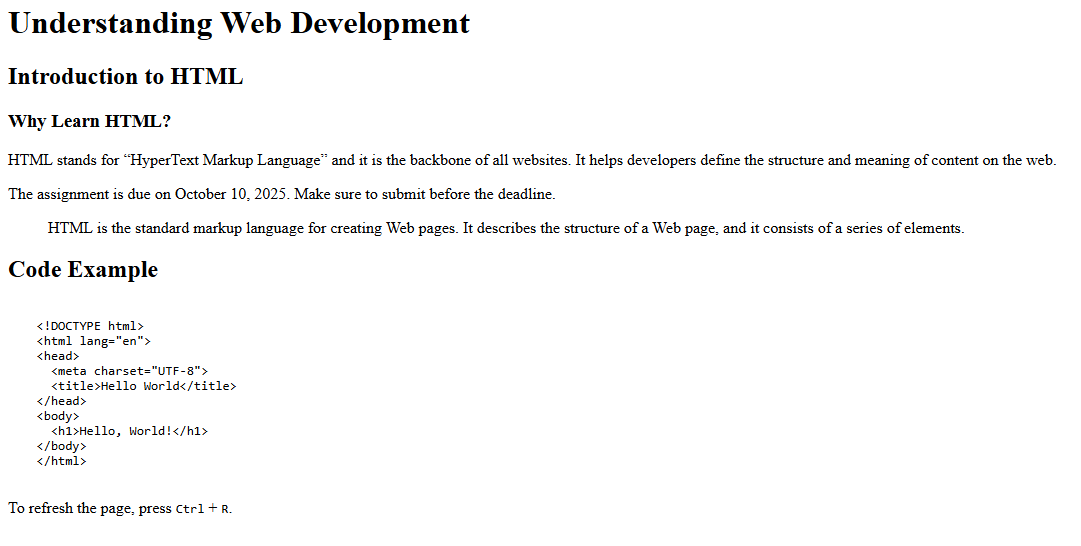 Understanding Web Development
Introduction to HTML
Why Learn HTML?
HTML stands for “HyperText Markup Language” and it is the backbone of all websites. It helps developers define the structure and meaning of content on the web.
The assignment is due on October 10, 2025. Make sure to submit before the deadline.
HTML is the standard markup language for creating Web pages. It describes the structure of a Web page, and it consists of a series of elements.
Code Example
<!DOCTYPE html>
<html lang="en">
<head>
  <meta charset="UTF-8">
  <title>Hello World</title>
</head>
<body>
  <h1>Hello, World!</h1>
</body>
</html>
To refresh the page, press Ctrl + R.